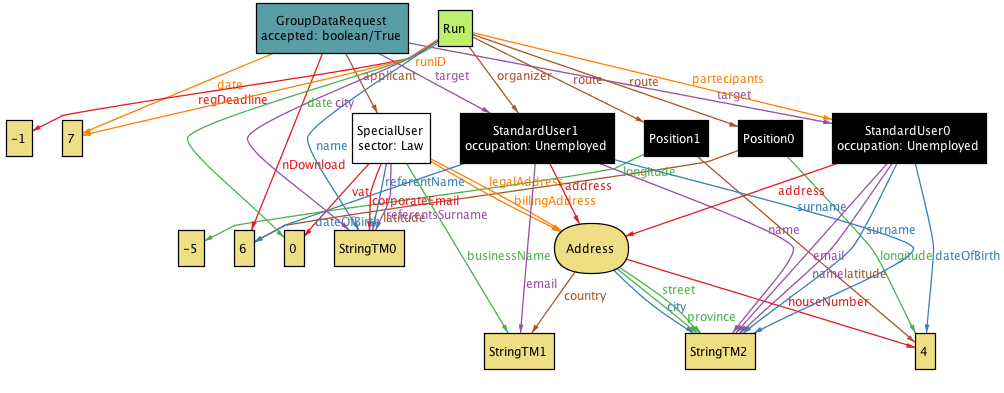 GroupDataRequest
accepted: boolean/True
Run
runID
date
applicant
target
organizer
route
route
partecipants
target
regDeadline
date
city
-1
7
name
SpecialUser
sector: Law
StandardUser1
occupation: Unemployed
Position1
Position0
StandardUser0
occupation: Unemployed
nDownload
vat
referentName
legalAddress
address
longitude
address
corporateEmail
billingAddress
dateOfBirth
latitude
referentsSurname
surname
name
surname
-5
6
0
StringTM0
Address
businessName
email
name
latitude
longitude
dateOfBirth
email
country
street
city
province
houseNumber
StringTM1
StringTM2
4